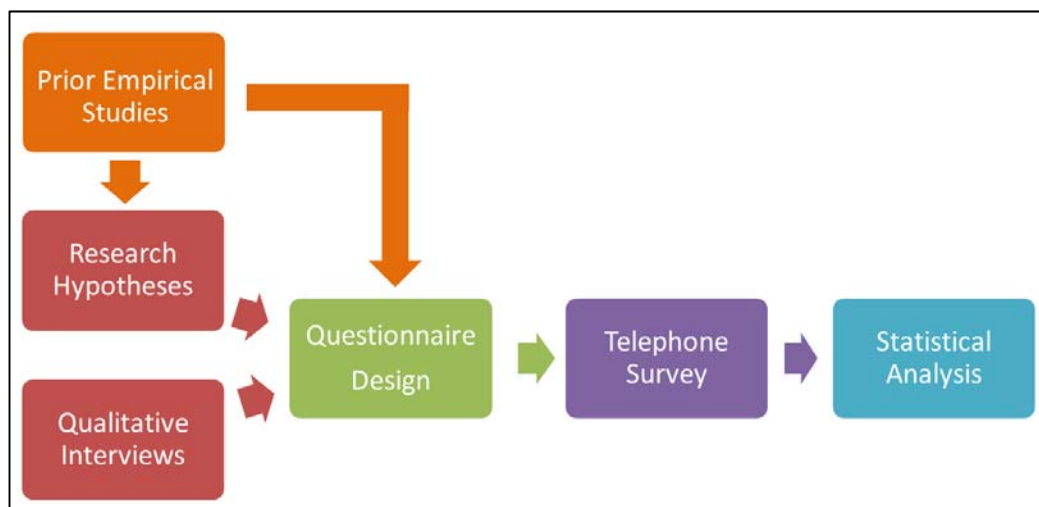 Prior Empirical
Studies
Research
Hypotheses
Qualitative
Interviews
Questionnaire
Design
Telephone
Survey
Statistical
Analysis